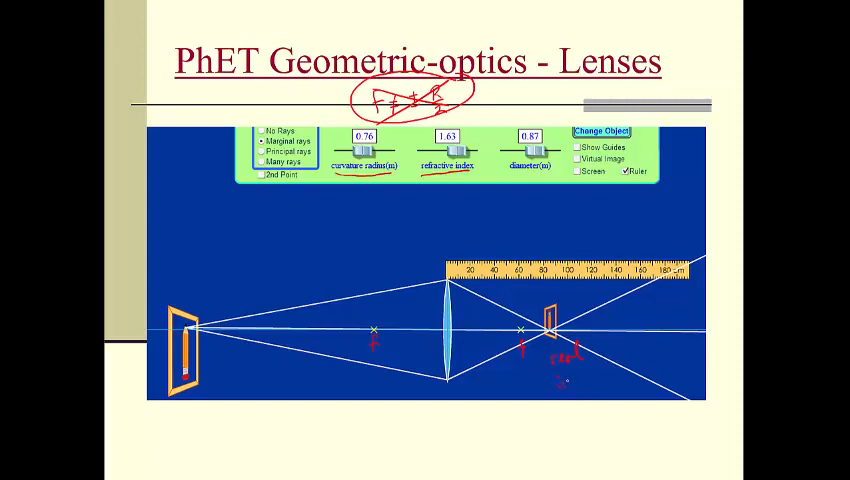 PhET Geometric-optics - Lenses
F ≠ ± R/2
No Rays
Marginal rays
Principal rays
Many rays
2nd Point
0.76
curvature radius(m)
1.63
refractive index
0.87
diameter(m)
Change Object
Show Guides
Virtual Image
Screen
Ruler
20 40 60 80 100 120 140 160 180 cm
f
f
real